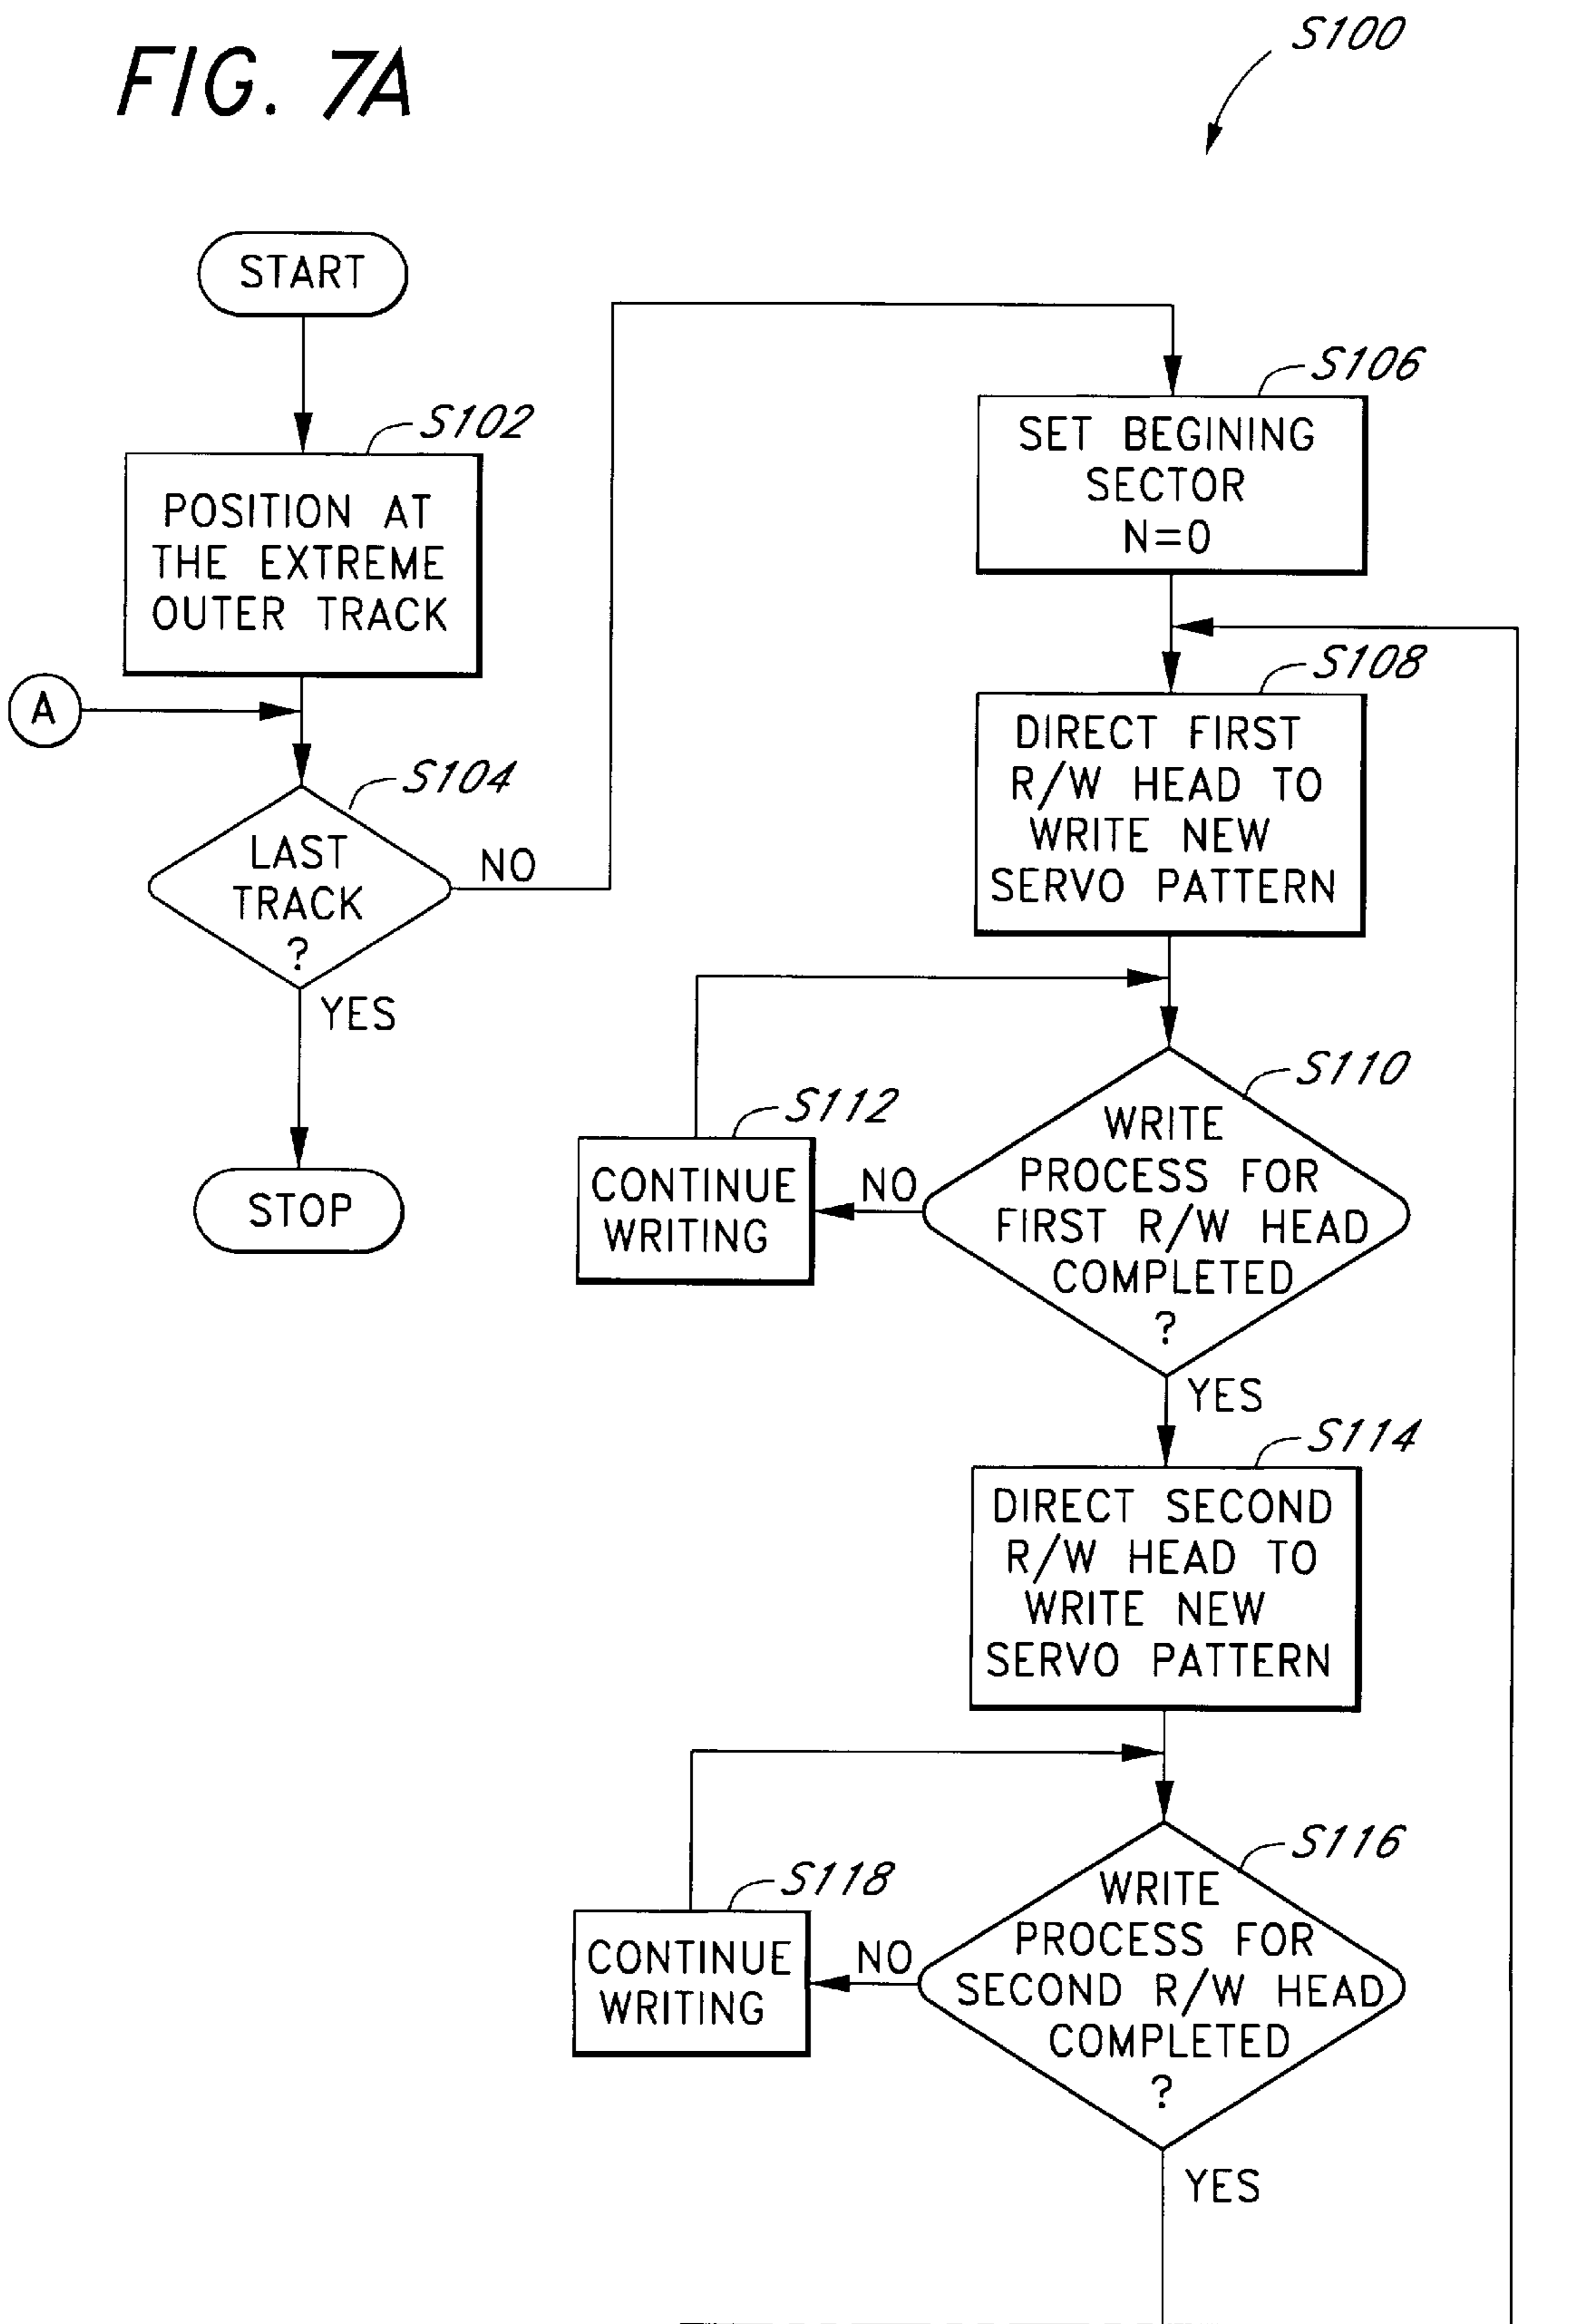 FIG. 7A
S100
START
S102
POSITION AT
THE EXTREME
OUTER TRACK
A
S104
LAST
TRACK
?
NO
YES
STOP
S106
SET BEGINING
SECTOR
N=0
S108
DIRECT FIRST
R/W HEAD TO
WRITE NEW
SERVO PATTERN
S110
WRITE
PROCESS FOR
FIRST R/W HEAD
COMPLETED
?
NO
S112
CONTINUE
WRITING
YES
S114
DIRECT SECOND
R/W HEAD TO
WRITE NEW
SERVO PATTERN
S116
WRITE
PROCESS FOR
SECOND R/W HEAD
COMPLETED
?
NO
S118
CONTINUE
WRITING
YES